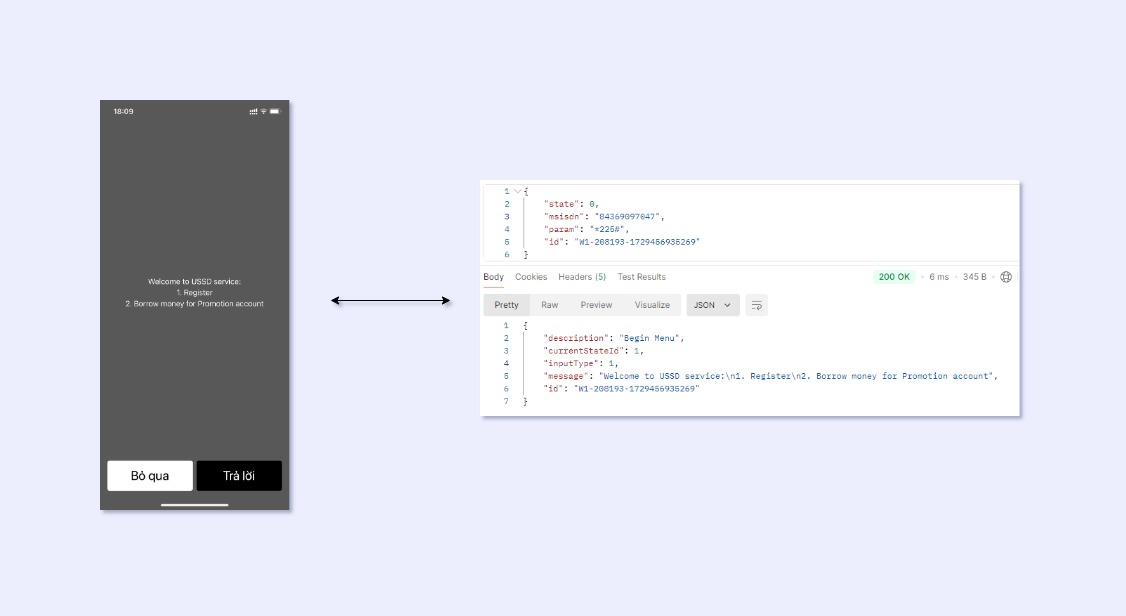 18:09
Welcome to USSD service:
1. Register
2. Borrow money for Promotion account
Bỏ qua
Trả lời
1 {
2 "state": 0,
3 "msisdn": "84369097047",
4 "param": "*225#",
5 "id": "W1-208193-1729456935269"
6 }
Body Cookies Headers (5) Test Results 200 OK • 6 ms • 345 B •
Pretty Raw Preview Visualize JSON
1 {
2 "description": "Begin Menu",
3 "currentStateId": 1,
4 "inputType": 1,
5 "message": "Welcome to USSD service:\n1. Register\n2. Borrow money for Promotion account",
6 "id": "W1-208193-1729456935269"
7 }